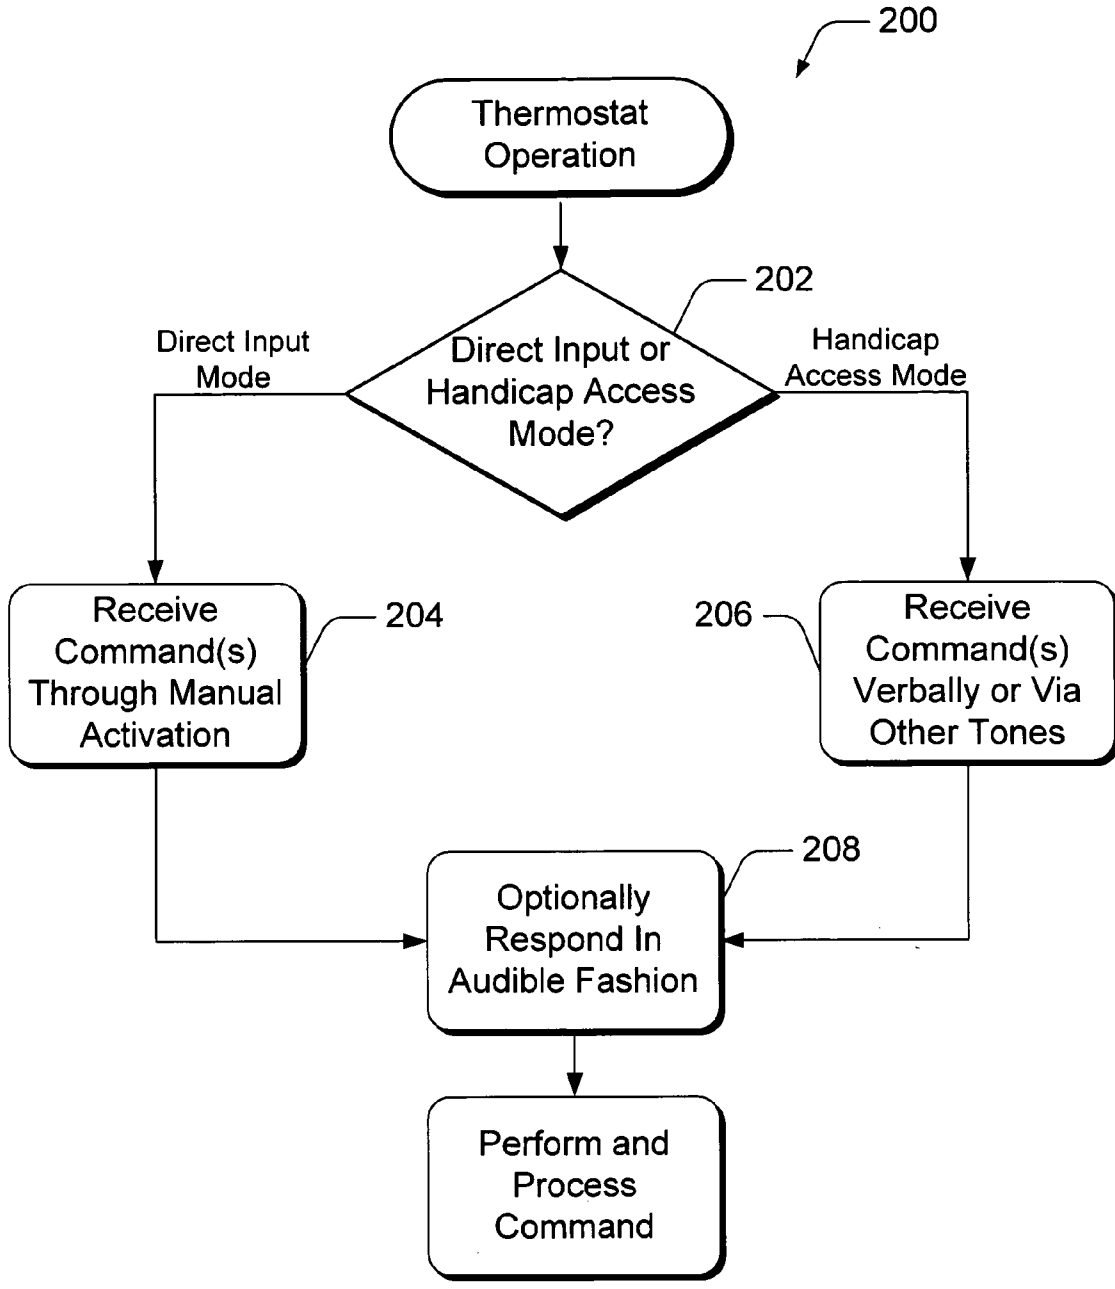 200
Thermostat
Operation
202
Direct Input
Mode
Direct Input or
Handicap Access
Mode?
Handicap
Access Mode
Receive
Command(s)
Through Manual
Activation
204
206
Receive
Command(s)
Verbally or Via
Other Tones
208
Optionally
Respond In
Audible Fashion
Perform and
Process
Command